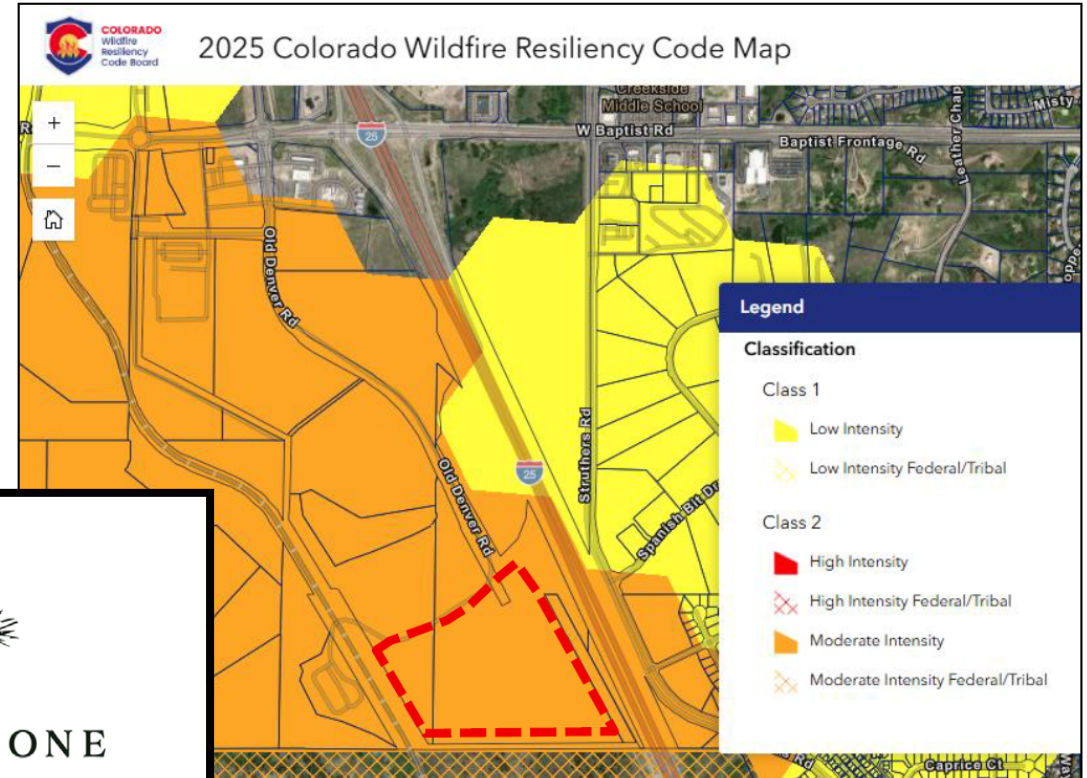 COLORADO
Wildfire
Resiliency
Code Board
2025 Colorado Wildfire Resiliency Code Map
+
−
Creekside
Middle School
25
W Baptist Rd
Baptist Frontage Rd
Leather Chap
Misty
Old Denver Rd
Legend
Classification
Class 1
Low Intensity
Low Intensity Federal/Tribal
Class 2
High Intensity
High Intensity Federal/Tribal
Moderate Intensity
Moderate Intensity Federal/Tribal
Struthers Rd
25
Old Denver Rd
Spanish Bit Dr
ONE
Caprice Ct